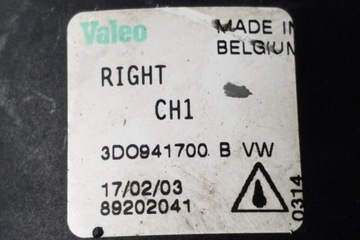 Valeo
MADE IN
BELGIUM
RIGHT
CH1
3D0941700 B VW
17/02/03
89202041
0314